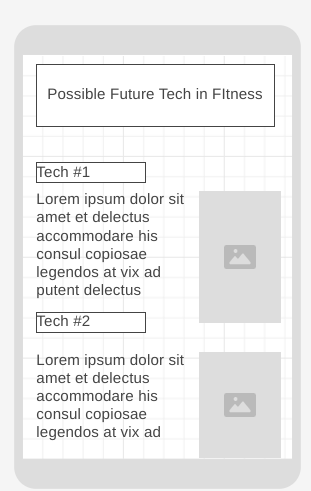 Possible Future Tech in FItness
Tech #1
Lorem ipsum dolor sit
amet et delectus
accommodare his
consul copiosae
legendos at vix ad
putent delectus
Tech #2
Lorem ipsum dolor sit
amet et delectus
accommodare his
consul copiosae
legendos at vix ad